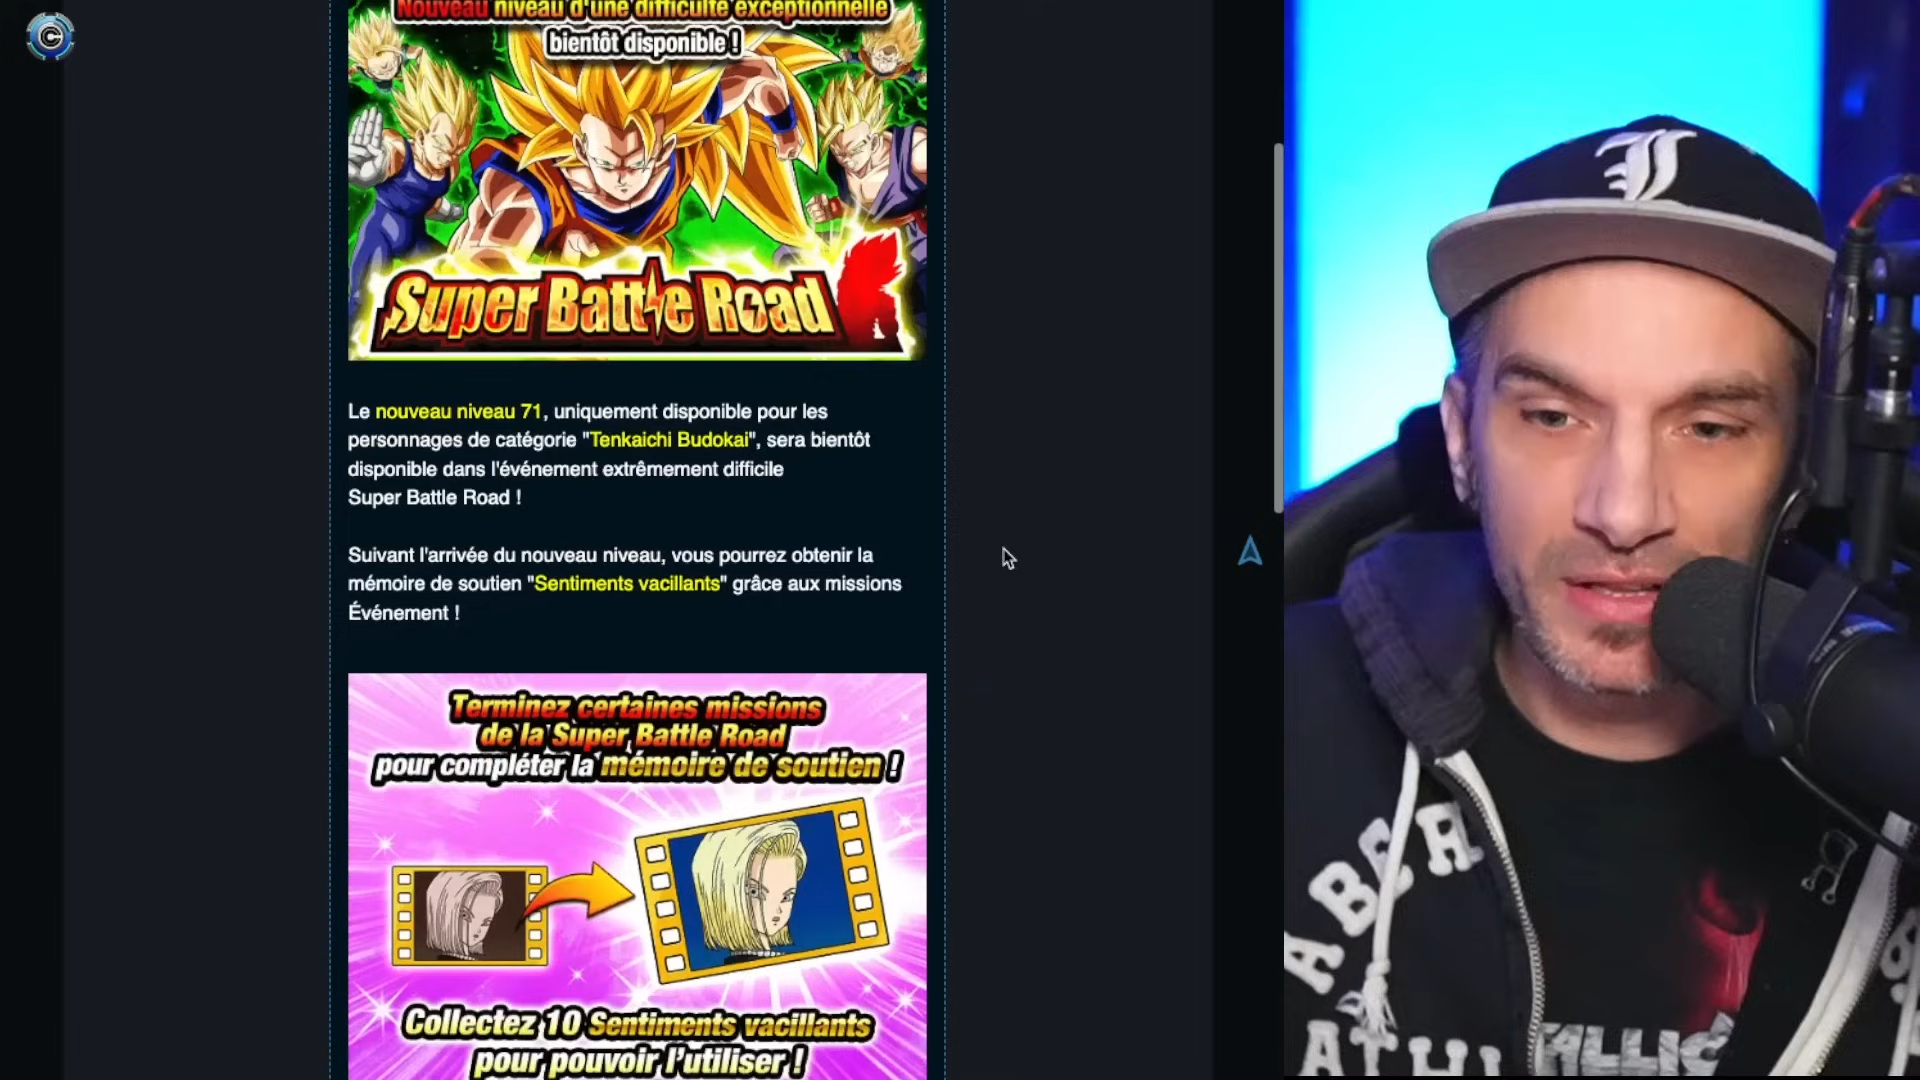 Nouveau niveau d'une difficulté exceptionnelle
bientôt disponible !
Super Battle Road
Le nouveau niveau 71, uniquement disponible pour les
personnages de catégorie "Tenkaichi Budokai", sera bientôt
disponible dans l'événement extrêmement difficile
Super Battle Road !
Suivant l'arrivée du nouveau niveau, vous pourrez obtenir la
mémoire de soutien "Sentiments vacillants" grâce aux missions
Événement !
Terminez certaines missions
de la Super Battle Road
pour compléter la mémoire de soutien !
Collectez 10 Sentiments vacillants
pour pouvoir l'utiliser !